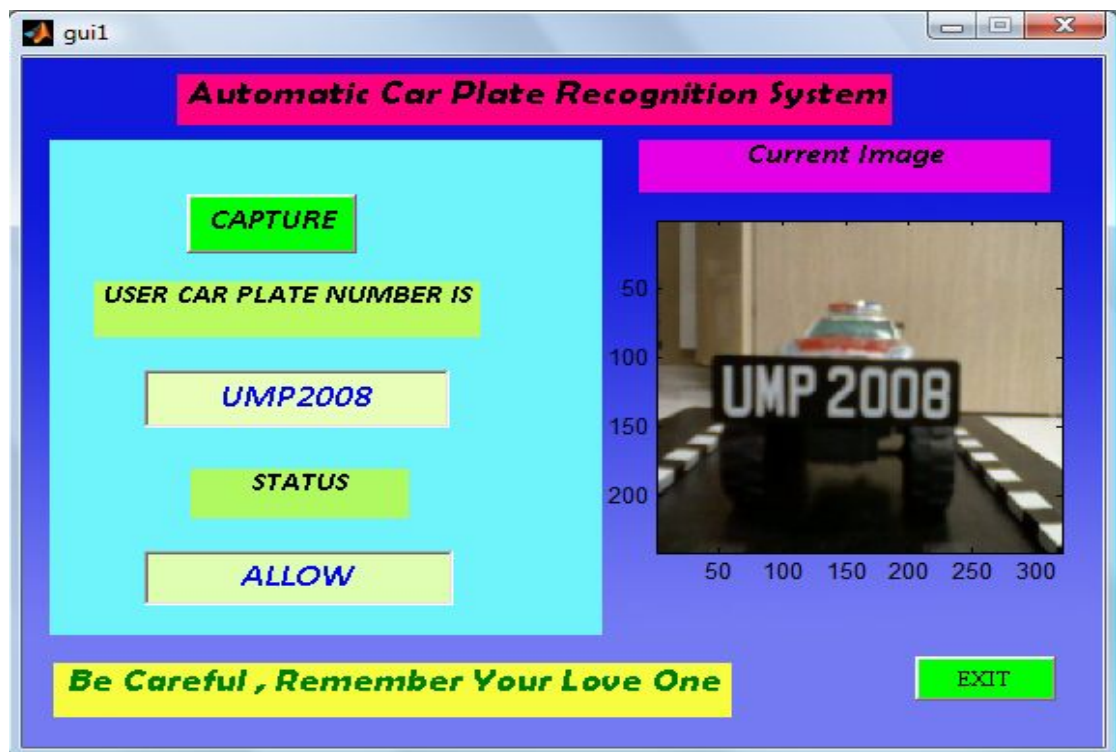 gui1
Automatic Car Plate Recognition System
CAPTURE
USER CAR PLATE NUMBER IS
UMP2008
STATUS
ALLOW
Current Image
50
100
150
200
UMP 2008
50 100 150 200 250 300
Be Careful , Remember Your Love One
EXIT